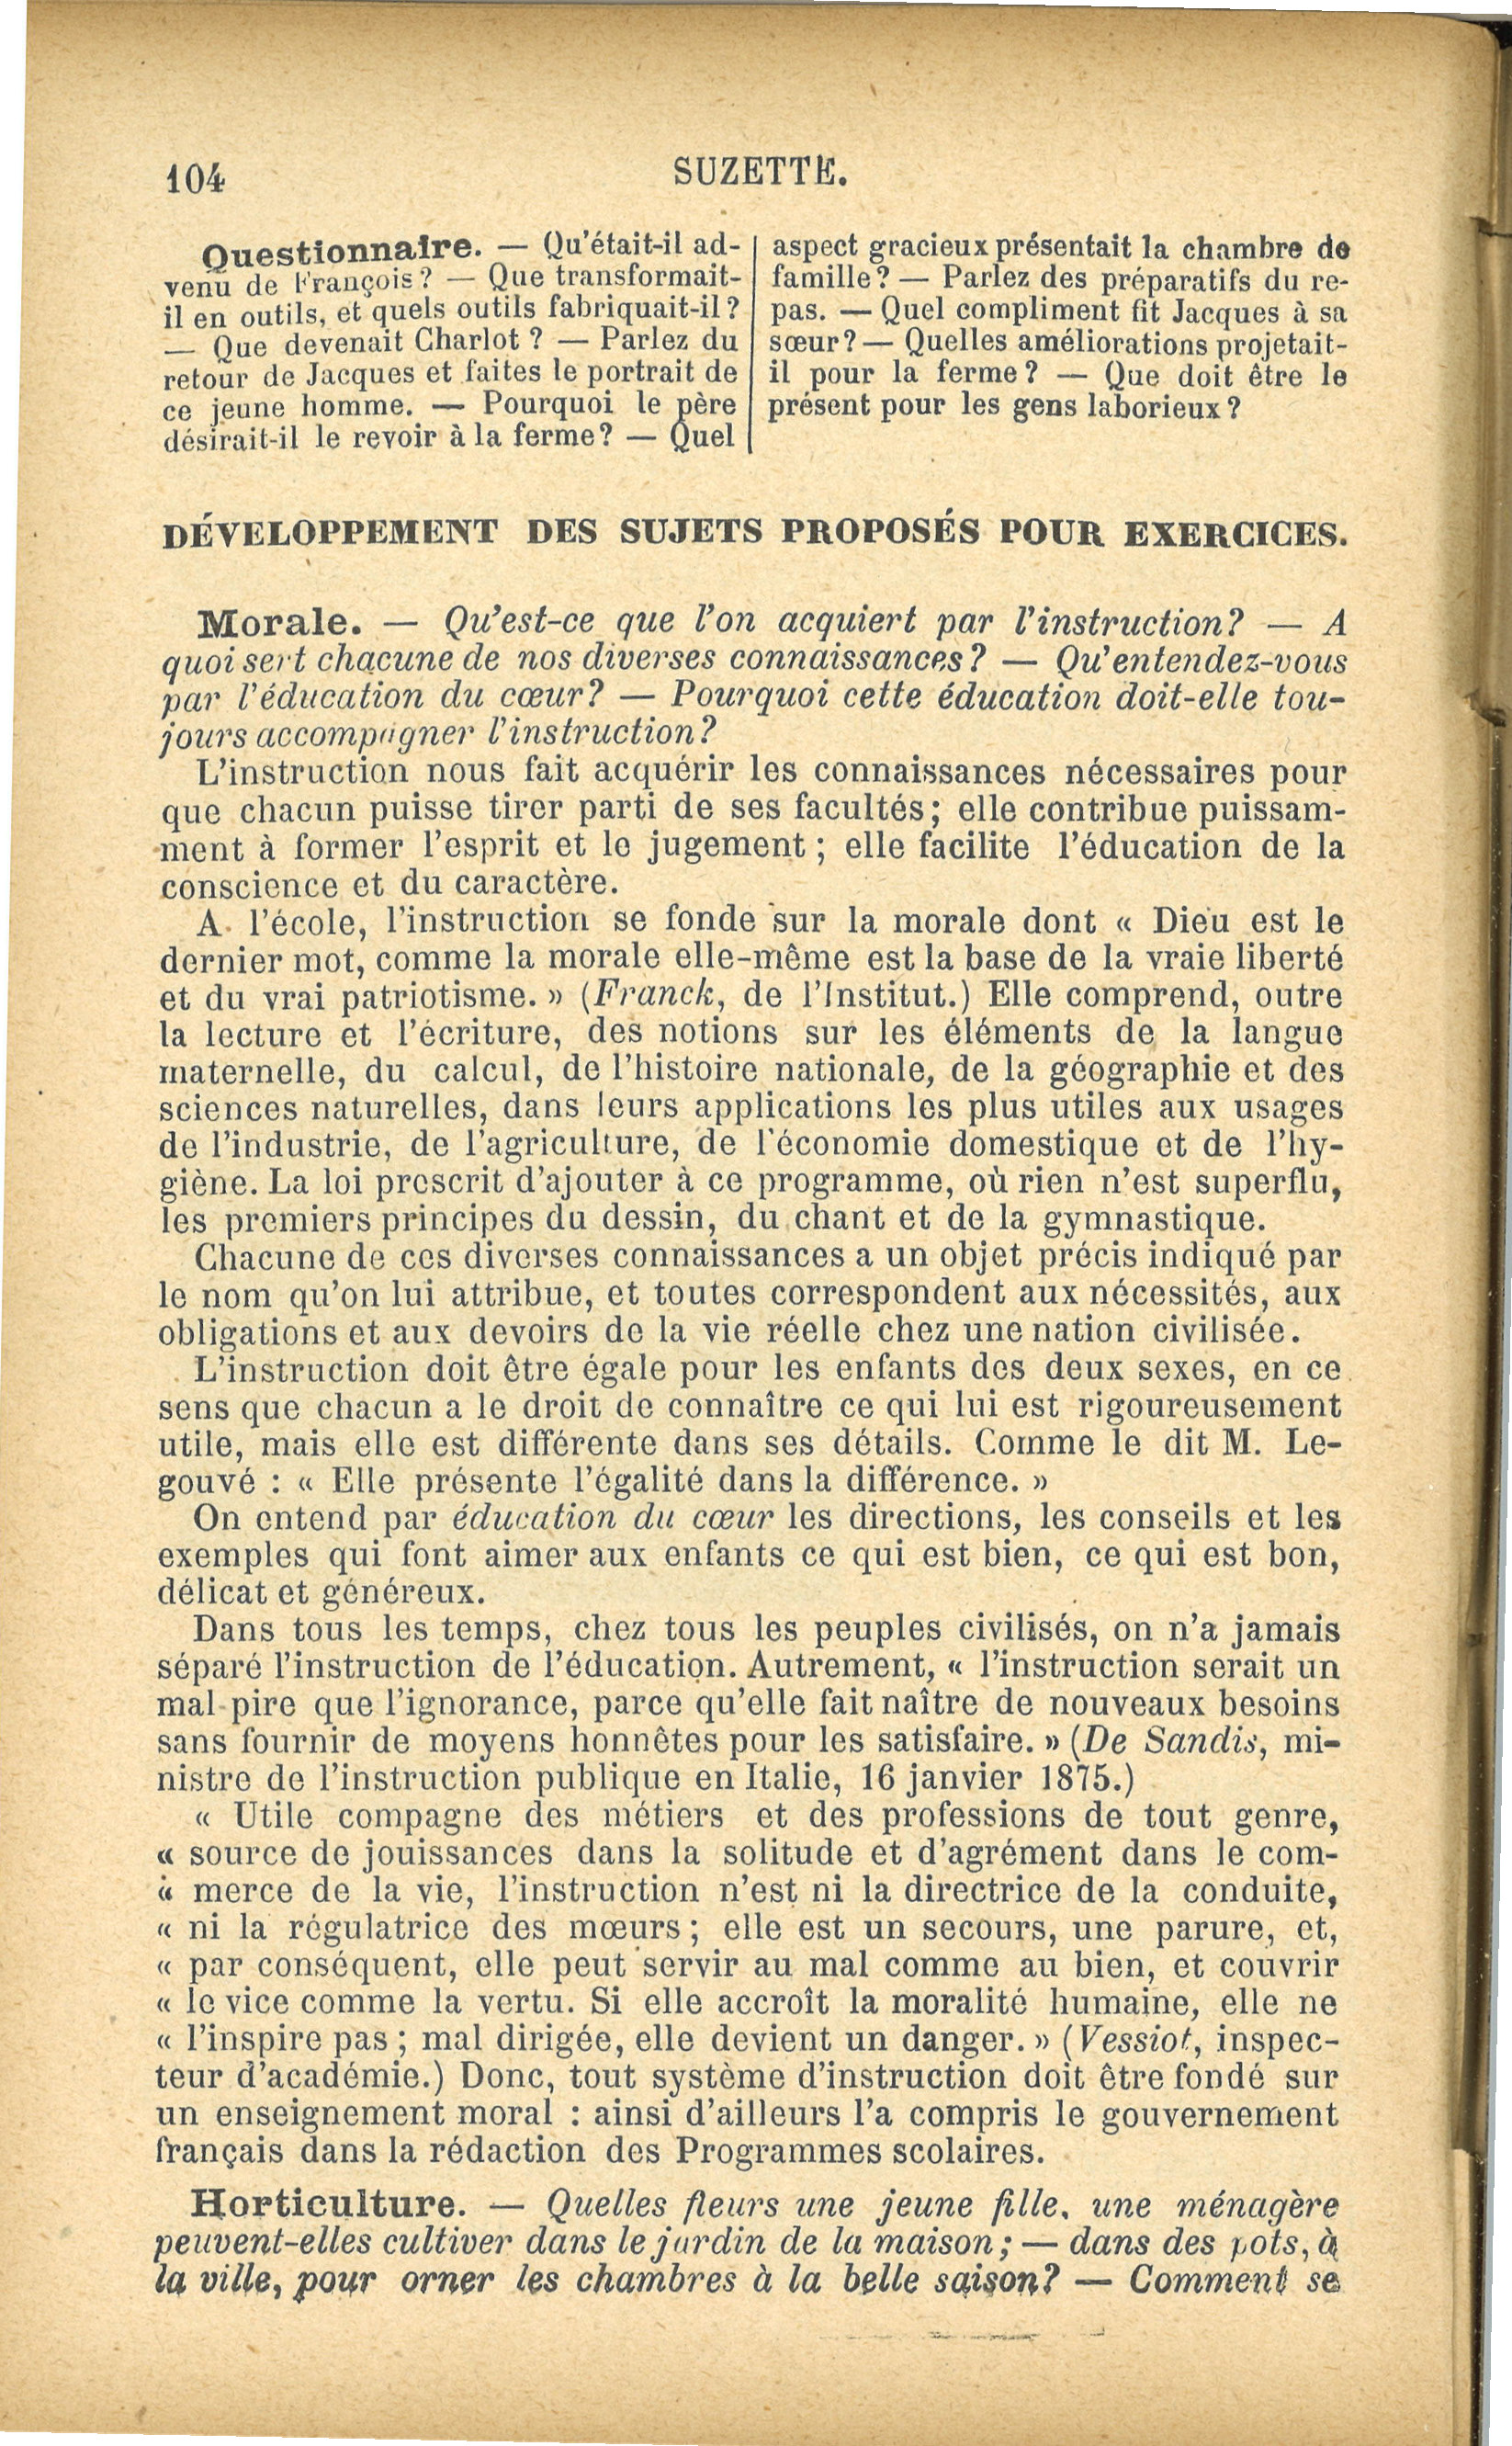 104
SUZETTE.
Questionnaire. — Qu'était-il ad-
venu de François? — Que transformait-
il en outils, et quels outils fabriquait-il?
— Que devenait Charlot? — Parlez du
retour de Jacques et faites le portrait de
ce jeune homme. — Pourquoi le père
désirait-il le revoir à la ferme? — Quel
aspect gracieux présentait la chambre de
famille? — Parlez des préparatifs du re-
pas. — Quel compliment fit Jacques à sa
sœur? — Quelles améliorations projetait-
il pour la ferme? — Que doit être le
présent pour les gens laborieux?
DÉVELOPPEMENT DES SUJETS PROPOSÉS POUR EXERCICES.
Morale. — Qu'est-ce que l'on acquiert par l'instruction? — A
quoi sert chacune de nos diverses connaissances? — Qu'entendez-vous
par l'éducation du cœur? — Pourquoi cette éducation doit-elle tou-
jours accompagner l'instruction?
L'instruction nous fait acquérir les connaissances nécessaires pour
que chacun puisse tirer parti de ses facultés; elle contribue puissam-
ment à former l'esprit et le jugement; elle facilite l'éducation de la
conscience et du caractère.
A l'école, l'instruction se fonde sur la morale dont « Dieu est le
dernier mot, comme la morale elle-même est la base de la vraie liberté
et du vrai patriotisme. » (Franck, de l'Institut.) Elle comprend, outre
la lecture et l'écriture, des notions sur les éléments de la langue
maternelle, du calcul, de l'histoire nationale, de la géographie et des
sciences naturelles, dans leurs applications les plus utiles aux usages
de l'industrie, de l'agriculture, de l'économie domestique et de l'hy-
giène. La loi prescrit d'ajouter à ce programme, où rien n'est superflu,
les premiers principes du dessin, du chant et de la gymnastique.
Chacune de ces diverses connaissances a un objet précis indiqué par
le nom qu'on lui attribue, et toutes correspondent aux nécessités, aux
obligations et aux devoirs de la vie réelle chez une nation civilisée.
L'instruction doit être égale pour les enfants des deux sexes, en ce
sens que chacun a le droit de connaître ce qui lui est rigoureusement
utile, mais elle est différente dans ses détails. Comme le dit M. Le-
gouvé : « Elle présente l'égalité dans la différence. »
On entend par éducation du cœur les directions, les conseils et les
exemples qui font aimer aux enfants ce qui est bien, ce qui est bon,
délicat et généreux.
Dans tous les temps, chez tous les peuples civilisés, on n'a jamais
séparé l'instruction de l'éducation. Autrement, « l'instruction serait un
mal pire que l'ignorance, parce qu'elle fait naître de nouveaux besoins
sans fournir de moyens honnêtes pour les satisfaire. » (De Sandis, mi-
nistre de l'instruction publique en Italie, 16 janvier 1875.)
« Utile compagne des métiers et des professions de tout genre,
« source de jouissances dans la solitude et d'agrément dans le com-
« merce de la vie, l'instruction n'est ni la directrice de la conduite,
« ni la régulatrice des mœurs; elle est un secours, une parure, et,
« par conséquent, elle peut servir au mal comme au bien, et couvrir
« le vice comme la vertu. Si elle accroît la moralité humaine, elle ne
« l'inspire pas; mal dirigée, elle devient un danger. » (Vessiot, inspec-
teur d'académie.) Donc, tout système d'instruction doit être fondé sur
un enseignement moral : ainsi d'ailleurs l'a compris le gouvernement
français dans la rédaction des Programmes scolaires.
Horticulture. — Quelles fleurs une jeune fille, une ménagère
peuvent-elles cultiver dans le jardin de la maison; — dans des pots, à
la ville, pour orner les chambres à la belle saison? — Comment se